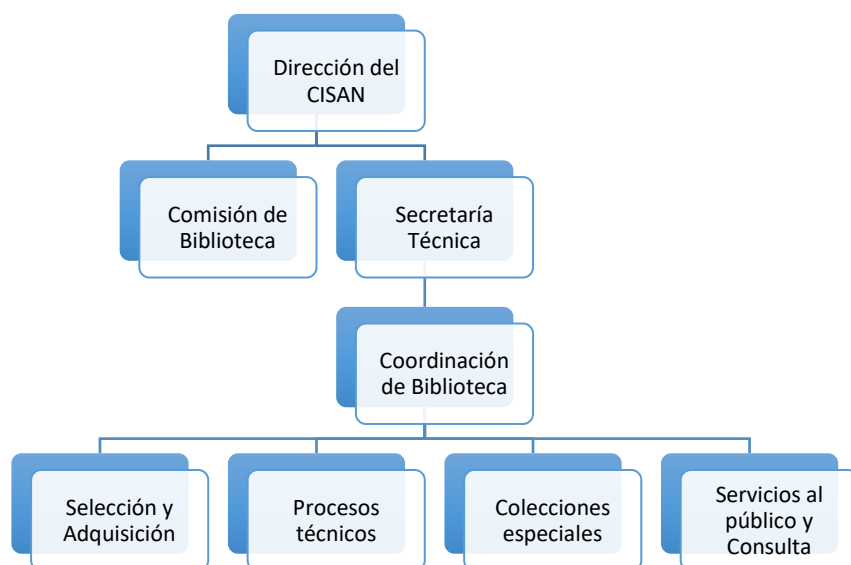 Dirección del
CISAN
Comisión de
Biblioteca
Secretaría
Técnica
Coordinación
de Biblioteca
Selección y
Adquisición
Procesos
técnicos
Colecciones
especiales
Servicios al
público y
Consulta